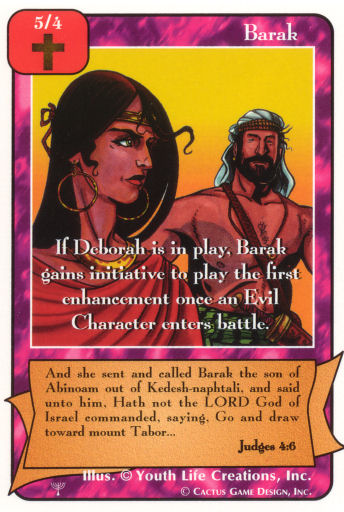 5/4
Barak
If Deborah is in play, Barak
gains initiative to play the first
enhancement once an Evil
Character enters battle.
And she sent and called Barak the son of
Abinoam out of Kedesh-naphtali, and said
unto him, Hath not the LORD God of
Israel commanded, saying, Go and draw
toward mount Tabor...
Judges 4:6
Illus. © Youth Life Creations, Inc.
© Cactus Game Design, Inc.